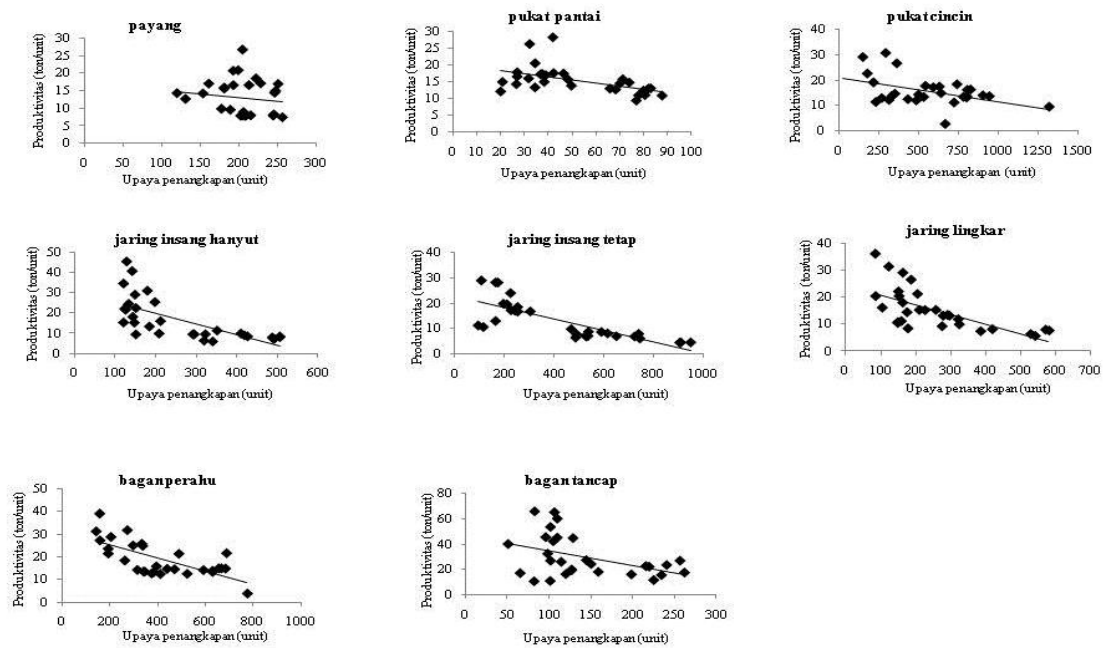 payang
Produktivitas (ton/unit)
30
25
20
15
10
5
0
0 50 100 150 200 250 300
Upaya penangkapan (unit)
pukat pantai
Produktivitas (ton/unit)
30
25
20
15
10
5
0
0 10 20 30 40 50 60 70 80 90 100
Upaya penangkapan (unit)
pukat cincin
Produktivitas (ton/unit)
40
30
20
10
0
0 250 500 750 1000 1250 1500
Upaya penangkapan (unit)
jaring insang hanyut
Produktivitas (ton/unit)
50
40
30
20
10
0
0 100 200 300 400 500 600
Upaya penangkapan (unit)
jaring insang tetap
Produktivitas (ton/unit)
40
30
20
10
0
0 200 400 600 800 1000
Upaya penangkapan (unit)
jaring lingkar
Produktivitas (ton/unit)
40
30
20
10
0
0 100 200 300 400 500 600 700
Upaya penangkapan (unit)
bagan perahu
Produktivitas (ton/unit)
50
40
30
20
10
0
0 200 400 600 800 1000
Upaya penangkapan (unit)
bagan tancap
Produktivitas (ton/unit)
80
60
40
20
0
0 50 100 150 200 250 300
Upaya penangkapan (unit)